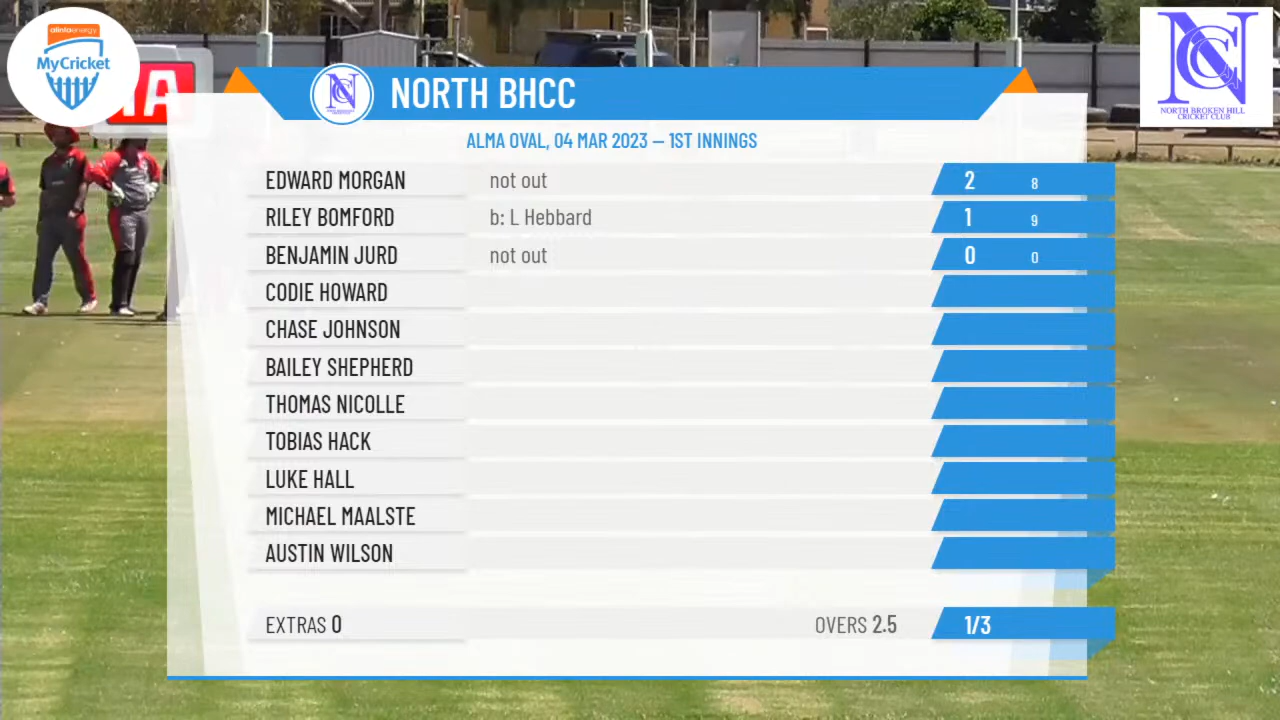 alintaenergy
MyCricket
NORTH BHCC
NORTH BROKEN HILL
CRICKET CLUB
ALMA OVAL, 04 MAR 2023 – 1ST INNINGS
EDWARD MORGAN not out 2 8
RILEY BOMFORD b: L Hebbard 1 9
BENJAMIN JURD not out 0 0
CODIE HOWARD
CHASE JOHNSON
BAILEY SHEPHERD
THOMAS NICOLLE
TOBIAS HACK
LUKE HALL
MICHAEL MAALSTE
AUSTIN WILSON
EXTRAS 0 OVERS 2.5 1/3